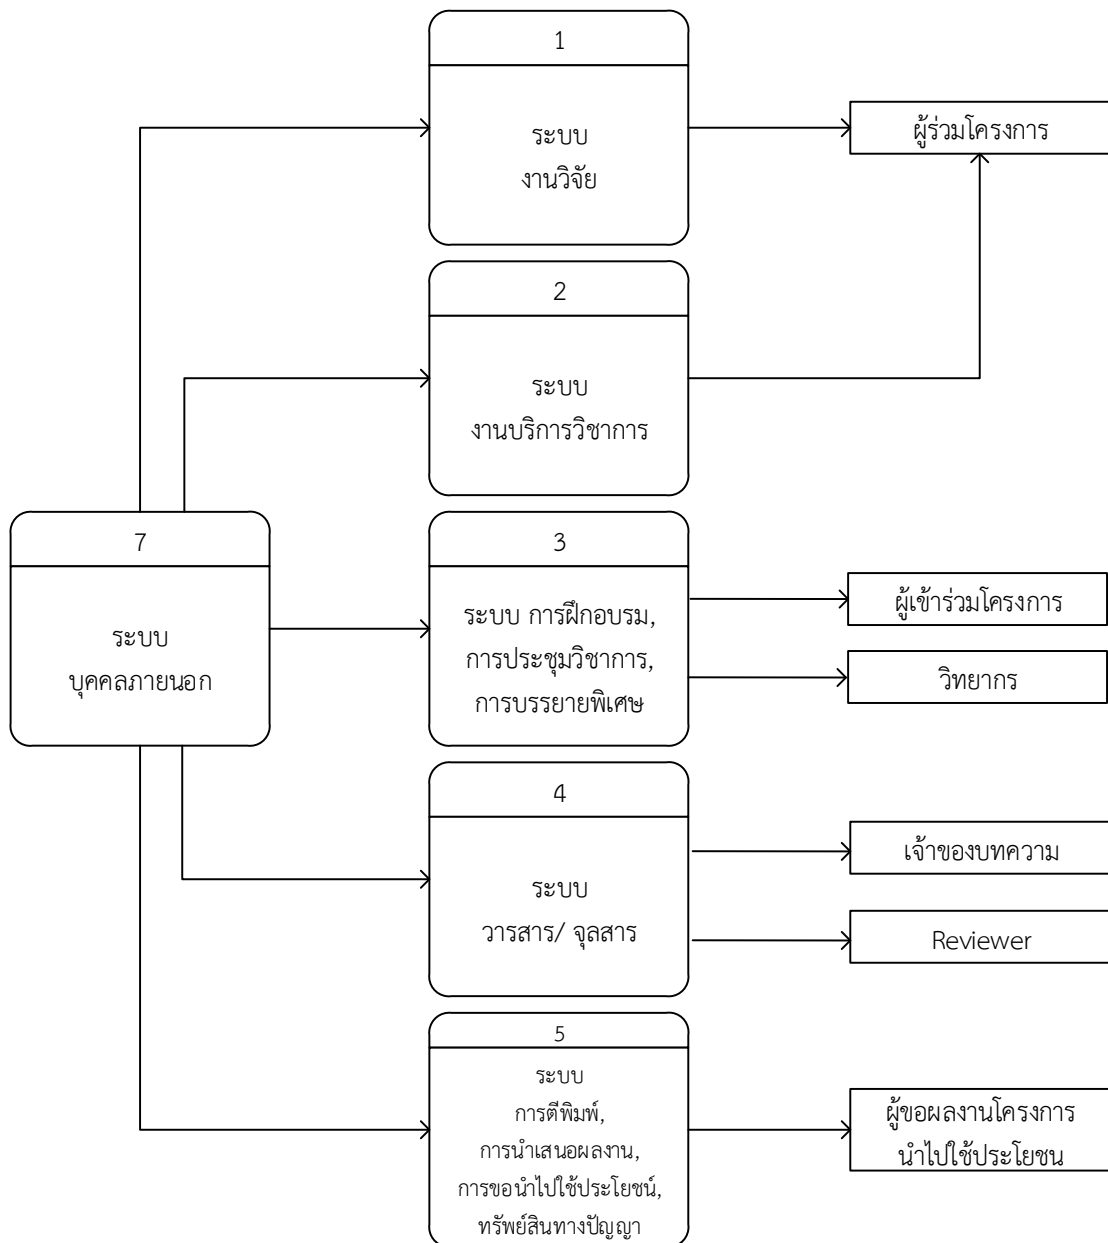 1
ระบบ
งานวิจัย
ผู้ร่วมโครงการ
2
ระบบ
งานบริการวิชาการ
7
ระบบ
บุคคลภายนอก
3
ระบบ การฝึกอบรม,
การประชุมวิชาการ,
การบรรยายพิเศษ
ผู้เข้าร่วมโครงการ
วิทยากร
4
ระบบ
วารสาร/ จุลสาร
เจ้าของบทความ
Reviewer
5
ระบบ
การตีพิมพ์,
การนำเสนอผลงาน,
การขอนำไปใช้ประโยชน์,
ทรัพย์สินทางปัญญา
ผู้ขอผลงานโครงการ
นำไปใช้ประโยชน